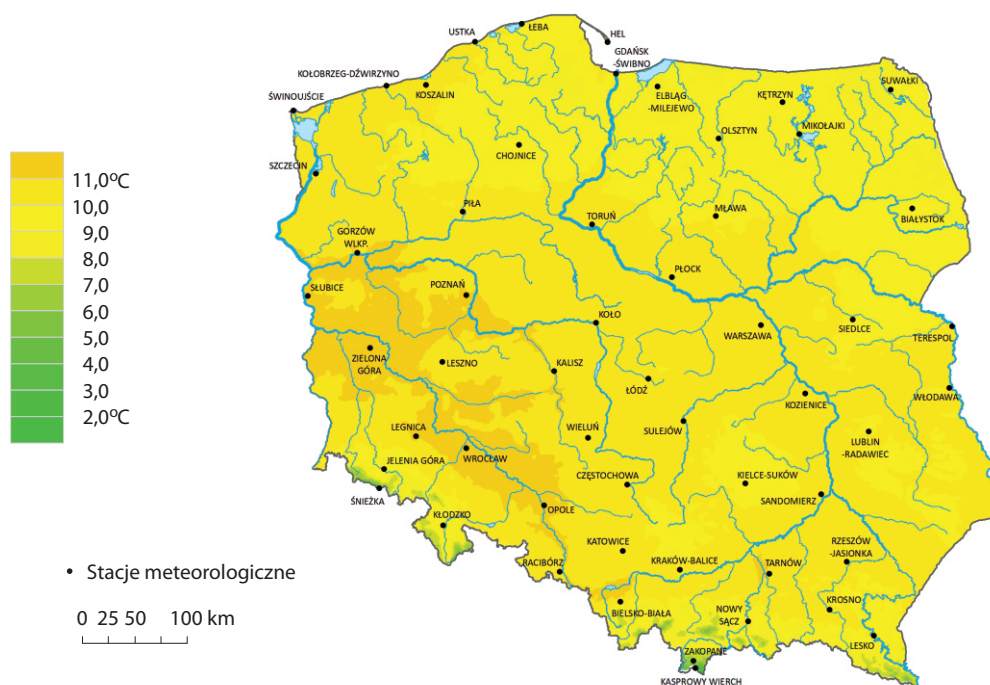 ŁEBA
USTKA
HEL
GDAŃSK
-ŚWIBNO
KOŁOBRZEG-DŹWIRZYNO
KOSZALIN
ŚWINOUJŚCIE
ELBLĄG
-MILEJEWO
KĘTRZYN
SUWAŁKI
OLSZTYN
MIKOŁAJKI
CHOJNICE
SZCZECIN
PIŁA
TORUŃ
MŁAWA
BIAŁYSTOK
GORZÓW
WLKP.
SŁUBICE
POZNAŃ
PŁOCK
KOŁO
WARSZAWA
SIEDLCE
TERESPOL
ZIELONA
GÓRA
LESZNO
KALISZ
ŁÓDŹ
KOZIENICE
WŁODAWA
LEGNICA
WIELUŃ
SULEJÓW
LUBLIN
-RADAWIEC
JELENIA GÓRA
WROCŁAW
CZĘSTOCHOWA
KIELCE-SUKÓW
SANDOMIERZ
ŚNIEŻKA
KŁODZKO
OPOLE
KATOWICE
RZESZÓW
-JASIONKA
RACIBÓRZ
KRAKÓW-BALICE
TARNÓW
BIELSKO-BIAŁA
NOWY
SĄCZ
KROSNO
LESKO
ZAKOPANE
KASPROWY WIERCH
11,0ºC
10,0
9,0
8,0
7,0
6,0
5,0
4,0
3,0
2,0ºC
• Stacje meteorologiczne
0 25 50 100 km